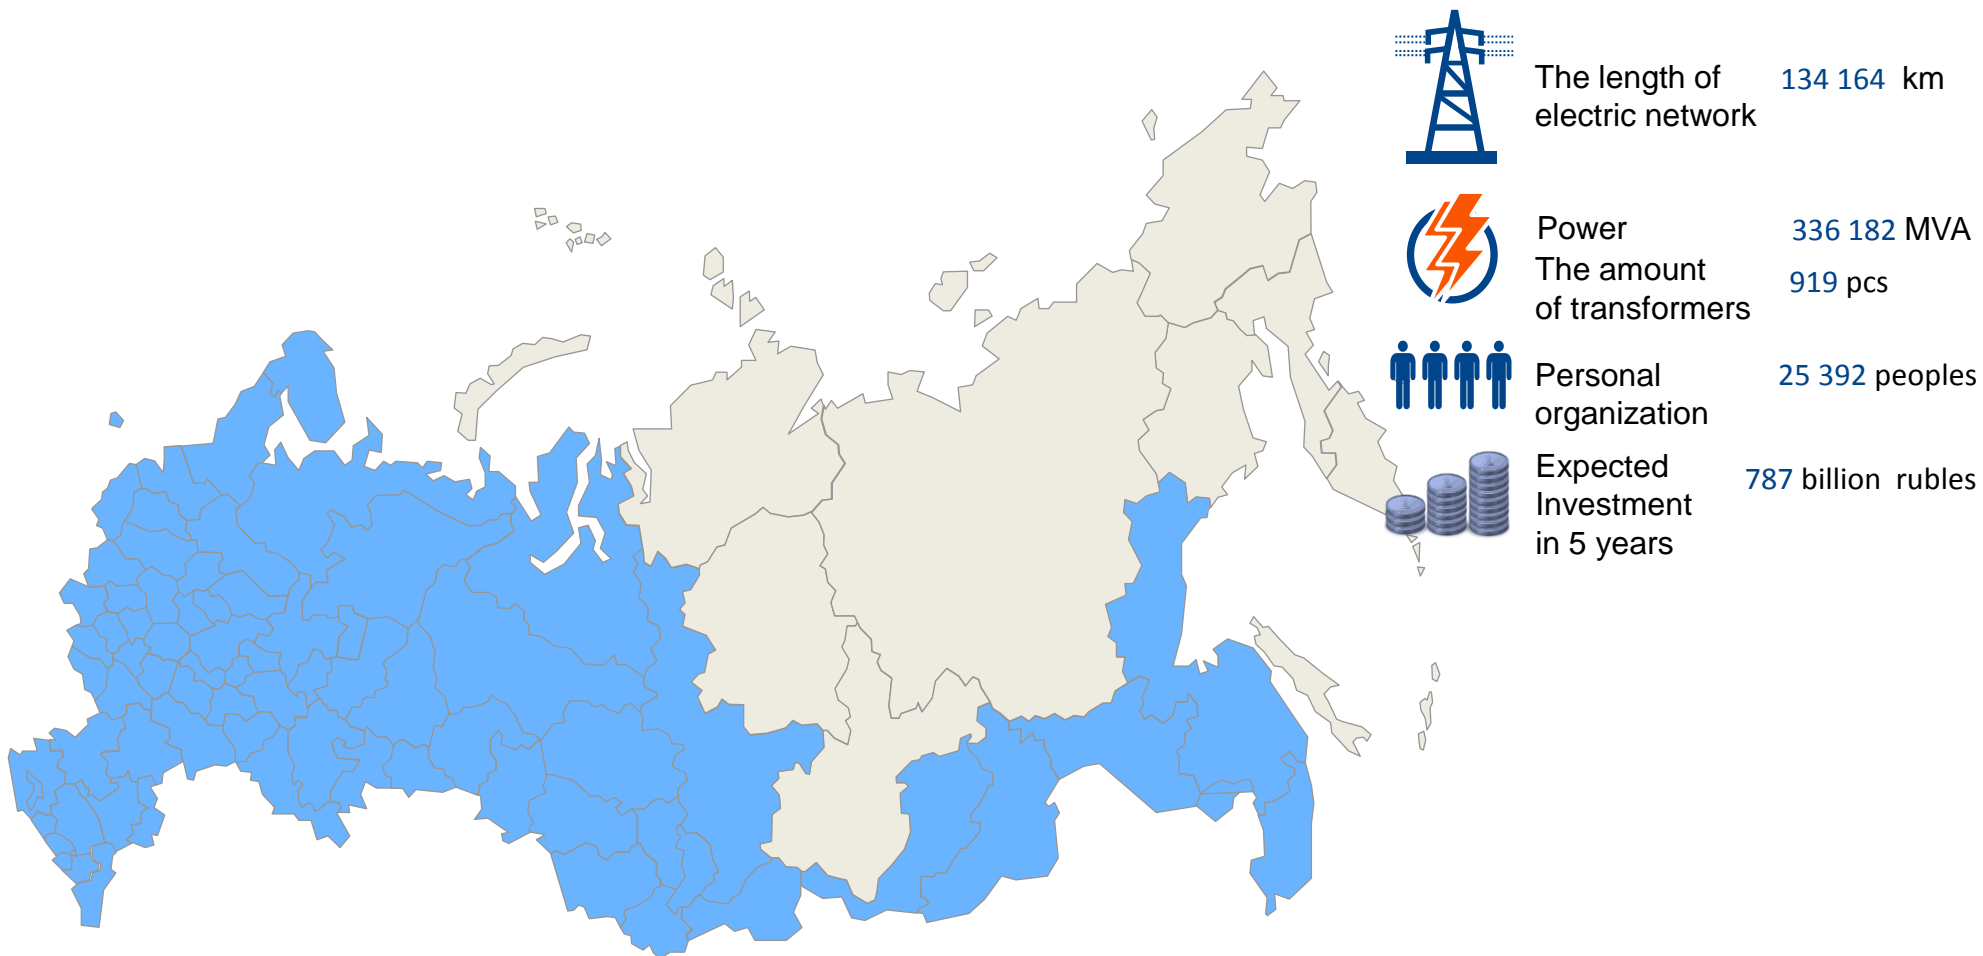 The length of
electric network
134 164 km
Power
336 182 MVA
The amount
of transformers
919 pcs
Personal
organization
25 392 peoples
Expected
Investment
in 5 years
787 billion rubles